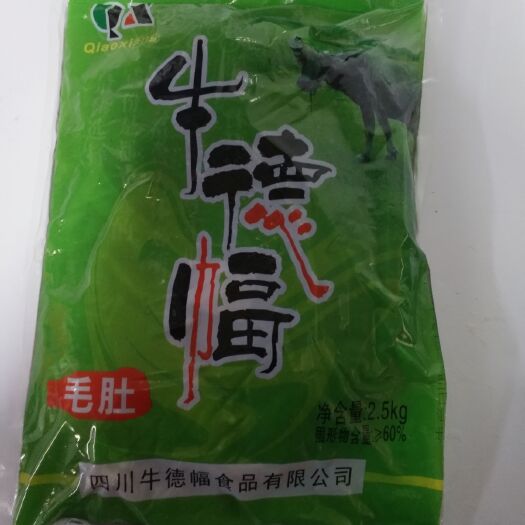 Qiaoxi
牛德幅
毛肚
净含量:2.5kg
固形物含量≥60%
四川牛德幅食品有限公司